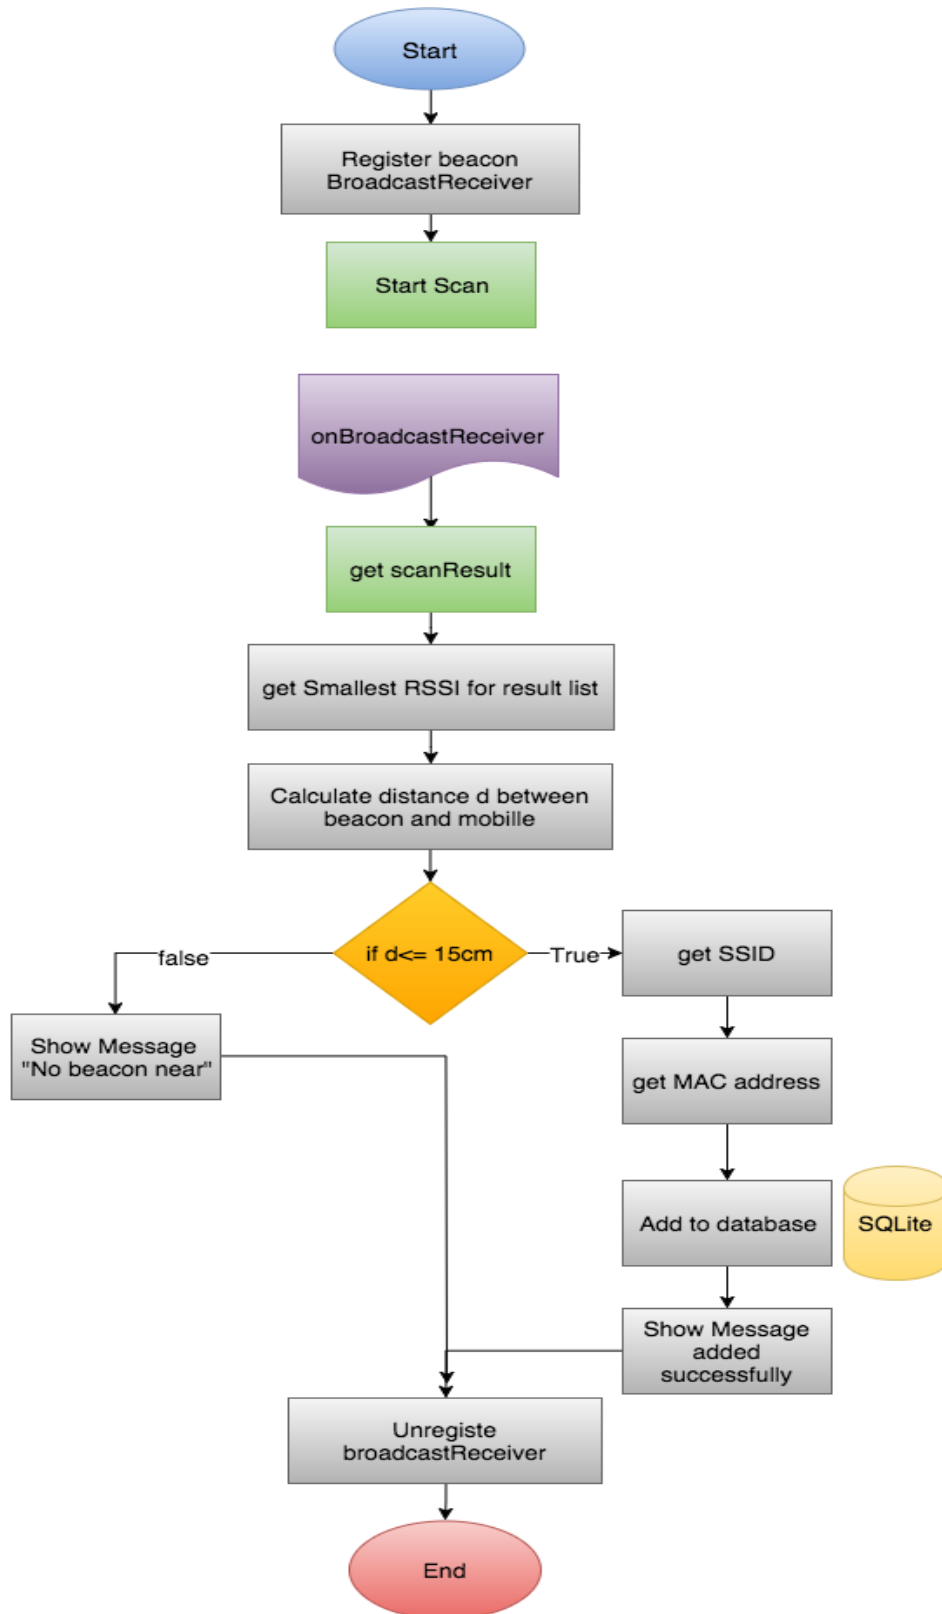 Start
Register beacon
BroadcastReceiver
Start Scan
onBroadcastReceiver
get scanResult
get Smallest RSSI for result list
Calculate distance d between
beacon and mobille
if d<= 15cm
false
True
get SSID
Show Message
"No beacon near"
get MAC address
Add to database
SQLite
Show Message
added
successfully
Unregiste
broadcastReceiver
End